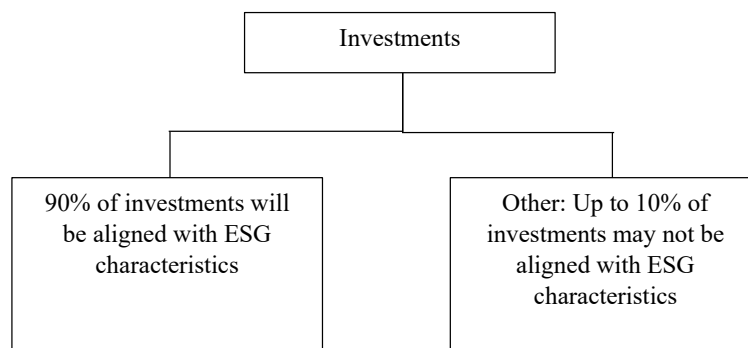 Investments
90% of investments will
be aligned with ESG
characteristics
Other: Up to 10% of
investments may not be
aligned with ESG
characteristics